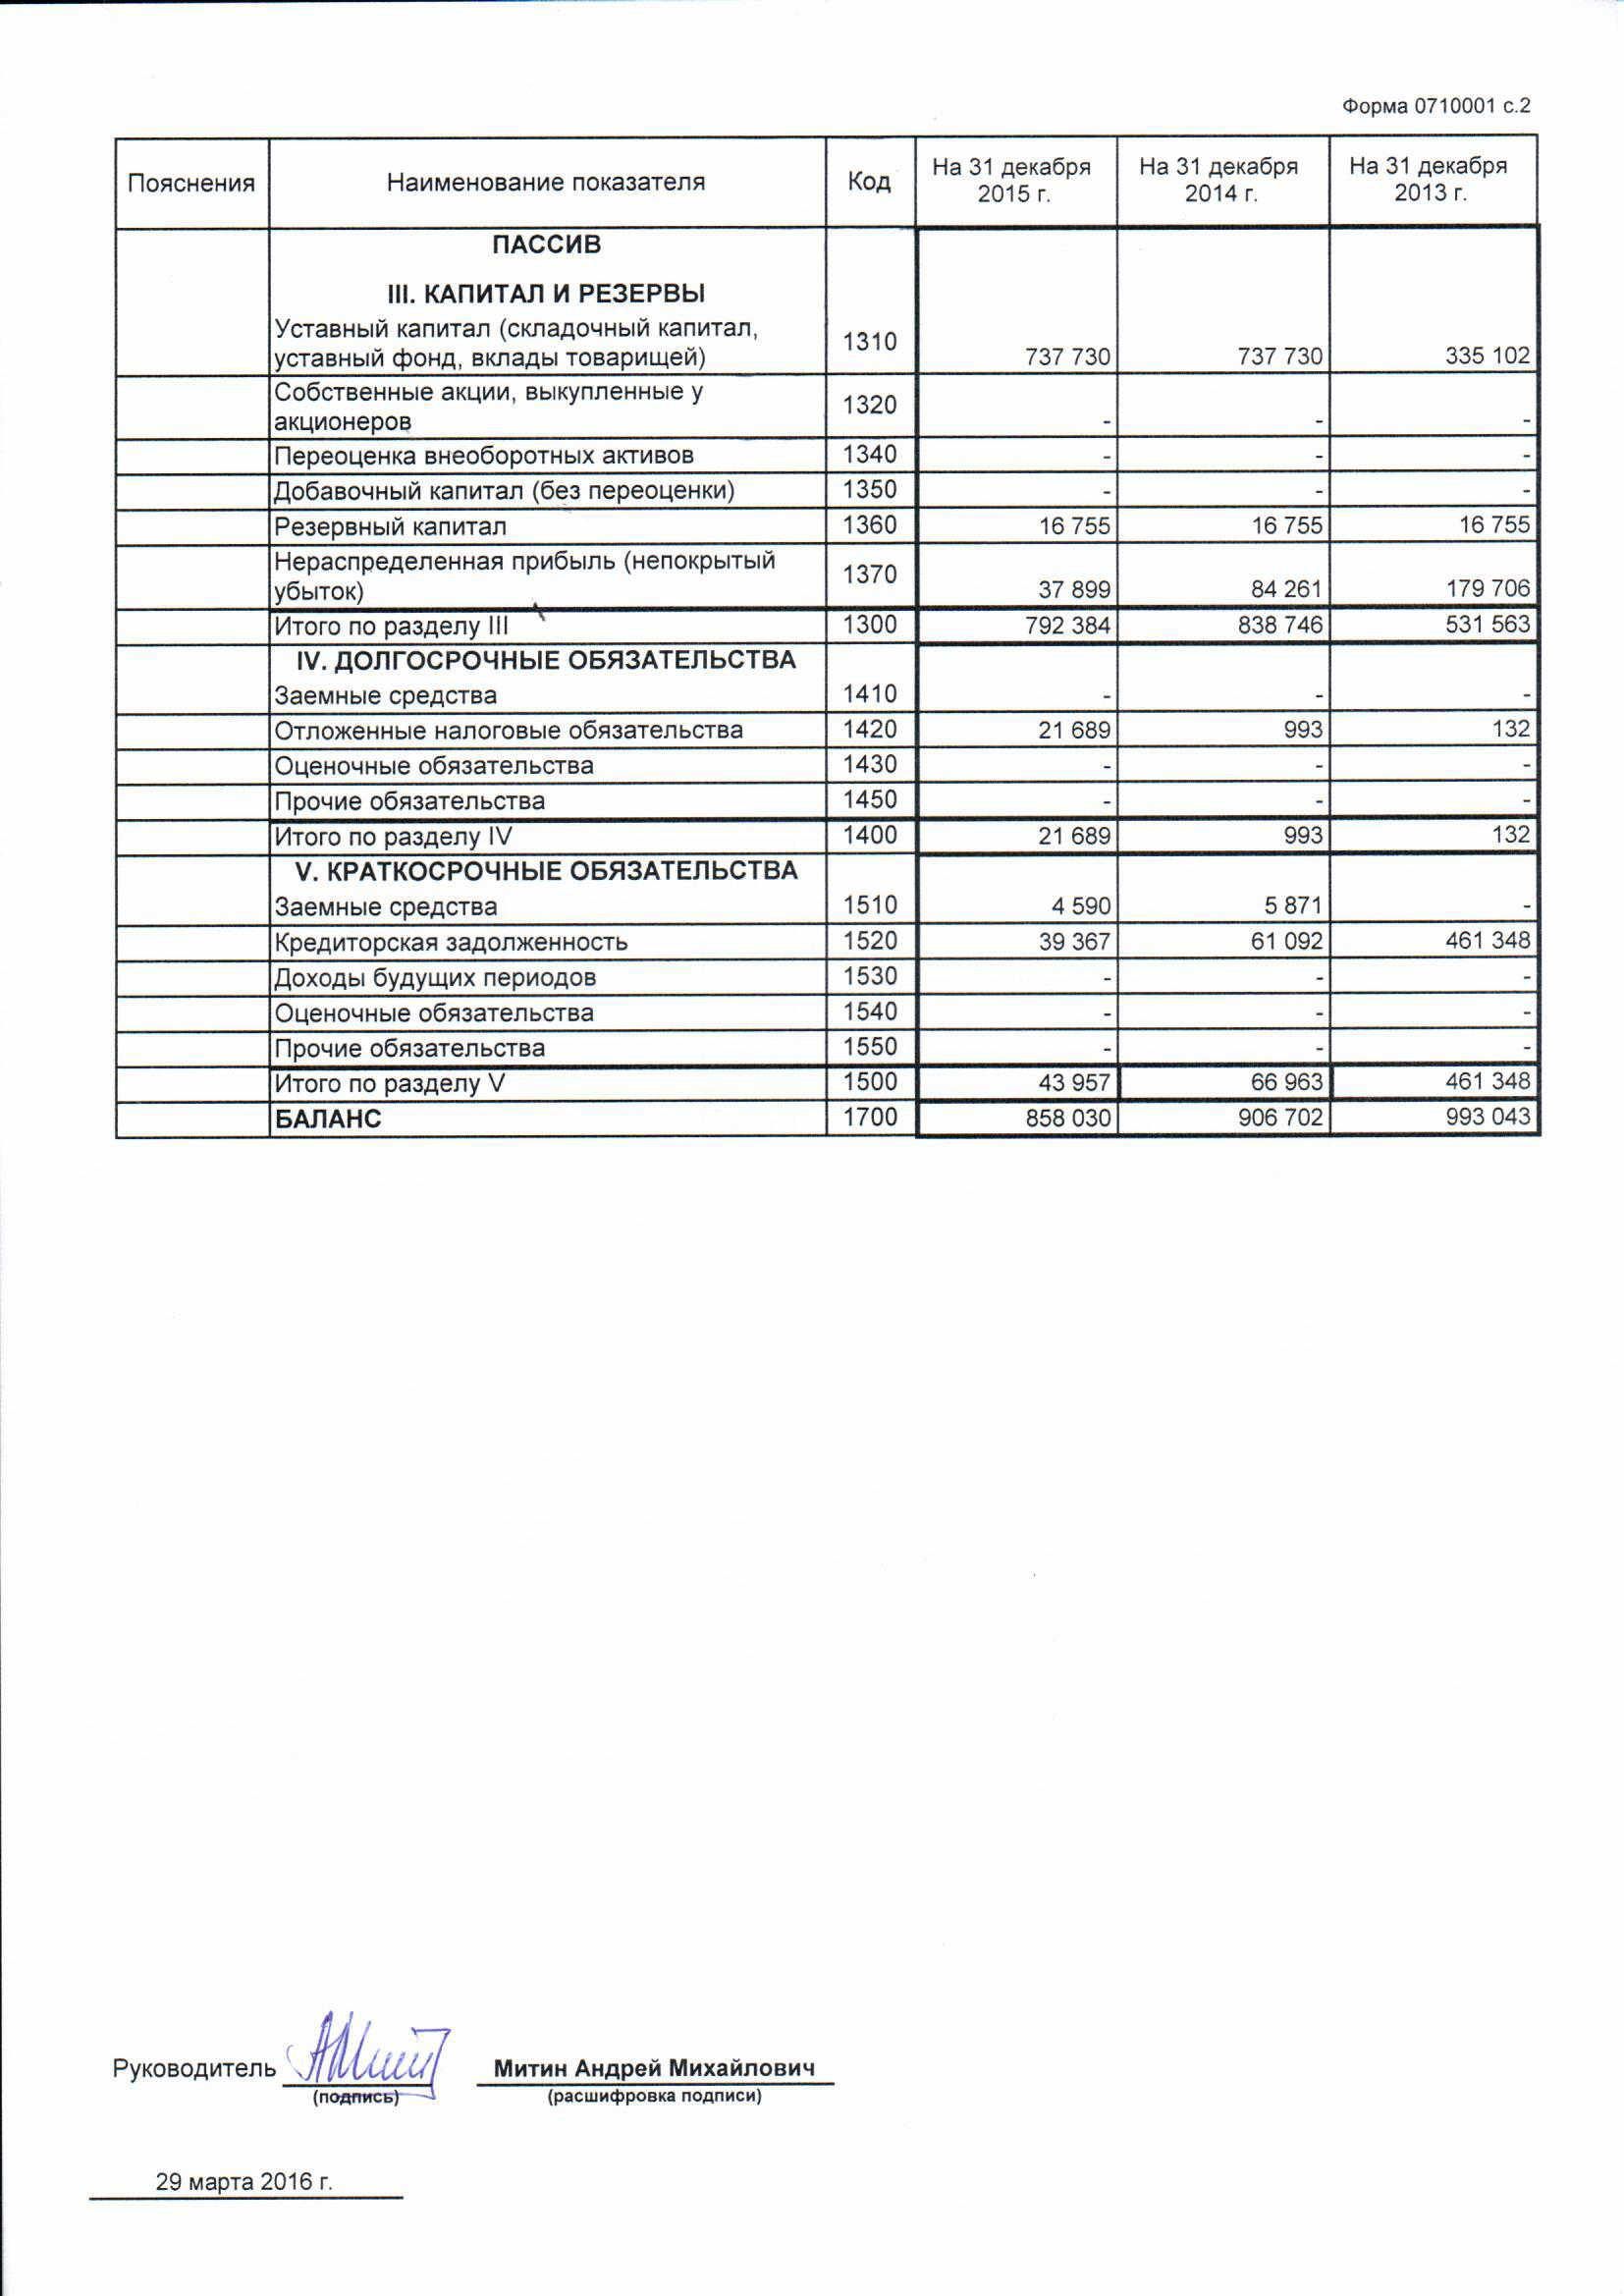 Форма 0710001 с.2
Пояснения Наименование показателя Код На 31 декабря 2015 г. На 31 декабря 2014 г. На 31 декабря 2013 г.
ПАССИВ
III. КАПИТАЛ И РЕЗЕРВЫ
Уставный капитал (складочный капитал,
уставный фонд, вклады товарищей) 1310 737 730 737 730 335 102
Собственные акции, выкупленные у
акционеров 1320 - - -
Переоценка внеоборотных активов 1340 - - -
Добавочный капитал (без переоценки) 1350 - - -
Резервный капитал 1360 16 755 16 755 16 755
Нераспределенная прибыль (непокрытый
убыток) 1370 37 899 84 261 179 706
Итого по разделу III 1300 792 384 838 746 531 563
IV. ДОЛГОСРОЧНЫЕ ОБЯЗАТЕЛЬСТВА
Заемные средства 1410 - - -
Отложенные налоговые обязательства 1420 21 689 993 132
Оценочные обязательства 1430 - - -
Прочие обязательства 1450 - - -
Итого по разделу IV 1400 21 689 993 132
V. КРАТКОСРОЧНЫЕ ОБЯЗАТЕЛЬСТВА
Заемные средства 1510 4 590 5 871 -
Кредиторская задолженность 1520 39 367 61 092 461 348
Доходы будущих периодов 1530 - - -
Оценочные обязательства 1540 - - -
Прочие обязательства 1550 - - -
Итого по разделу V 1500 43 957 66 963 461 348
БАЛАНС 1700 858 030 906 702 993 043
Руководитель Митин Андрей Михайлович
(подпись) (расшифровка подписи)
29 марта 2016 г.